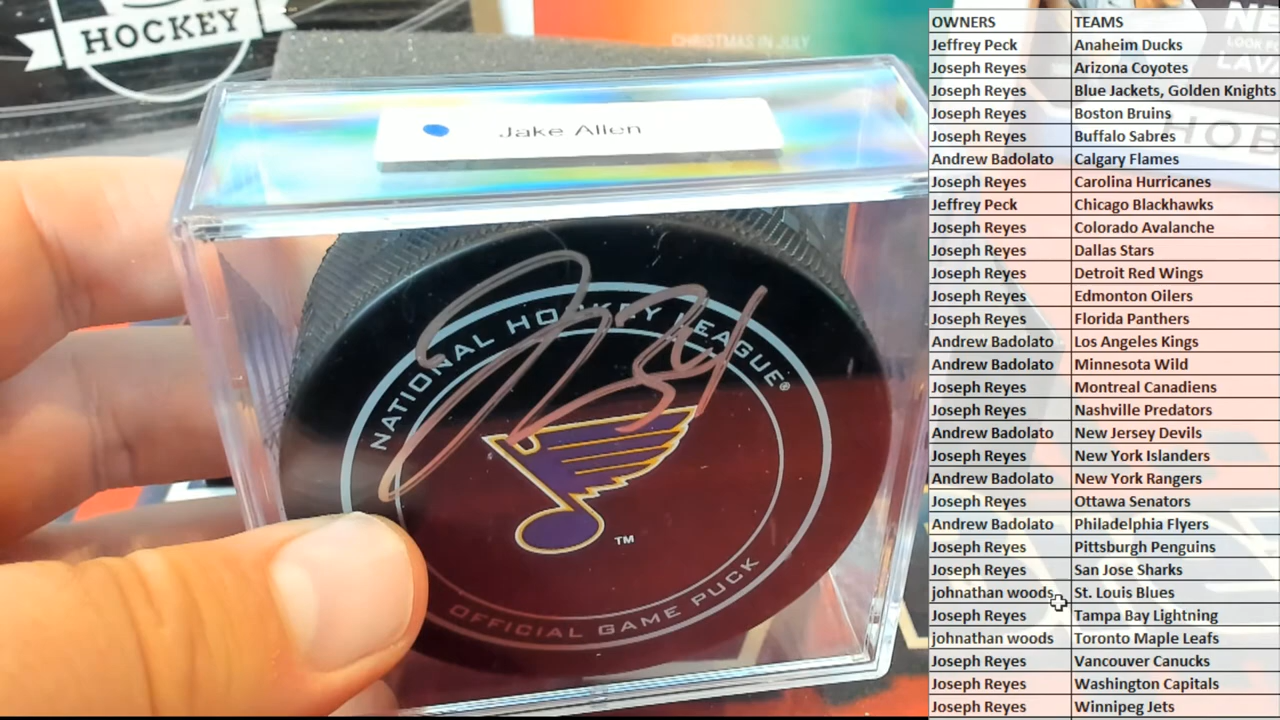 HOCKEY
CHRISTMAS IN JULY
Jake Allen
NATIONAL HOCKEY LEAGUE®
TM
OFFICIAL GAME PUCK
OWNERS TEAMS
Jeffrey Peck Anaheim Ducks
Joseph Reyes Arizona Coyotes
Joseph Reyes Blue Jackets, Golden Knights
Joseph Reyes Boston Bruins
Joseph Reyes Buffalo Sabres
Andrew Badolato Calgary Flames
Joseph Reyes Carolina Hurricanes
Jeffrey Peck Chicago Blackhawks
Joseph Reyes Colorado Avalanche
Joseph Reyes Dallas Stars
Joseph Reyes Detroit Red Wings
Joseph Reyes Edmonton Oilers
Joseph Reyes Florida Panthers
Andrew Badolato Los Angeles Kings
Andrew Badolato Minnesota Wild
Joseph Reyes Montreal Canadiens
Joseph Reyes Nashville Predators
Andrew Badolato New Jersey Devils
Joseph Reyes New York Islanders
Andrew Badolato New York Rangers
Joseph Reyes Ottawa Senators
Andrew Badolato Philadelphia Flyers
Joseph Reyes Pittsburgh Penguins
Joseph Reyes San Jose Sharks
johnathan woods St. Louis Blues
Joseph Reyes Tampa Bay Lightning
johnathan woods Toronto Maple Leafs
Joseph Reyes Vancouver Canucks
Joseph Reyes Washington Capitals
Joseph Reyes Winnipeg Jets